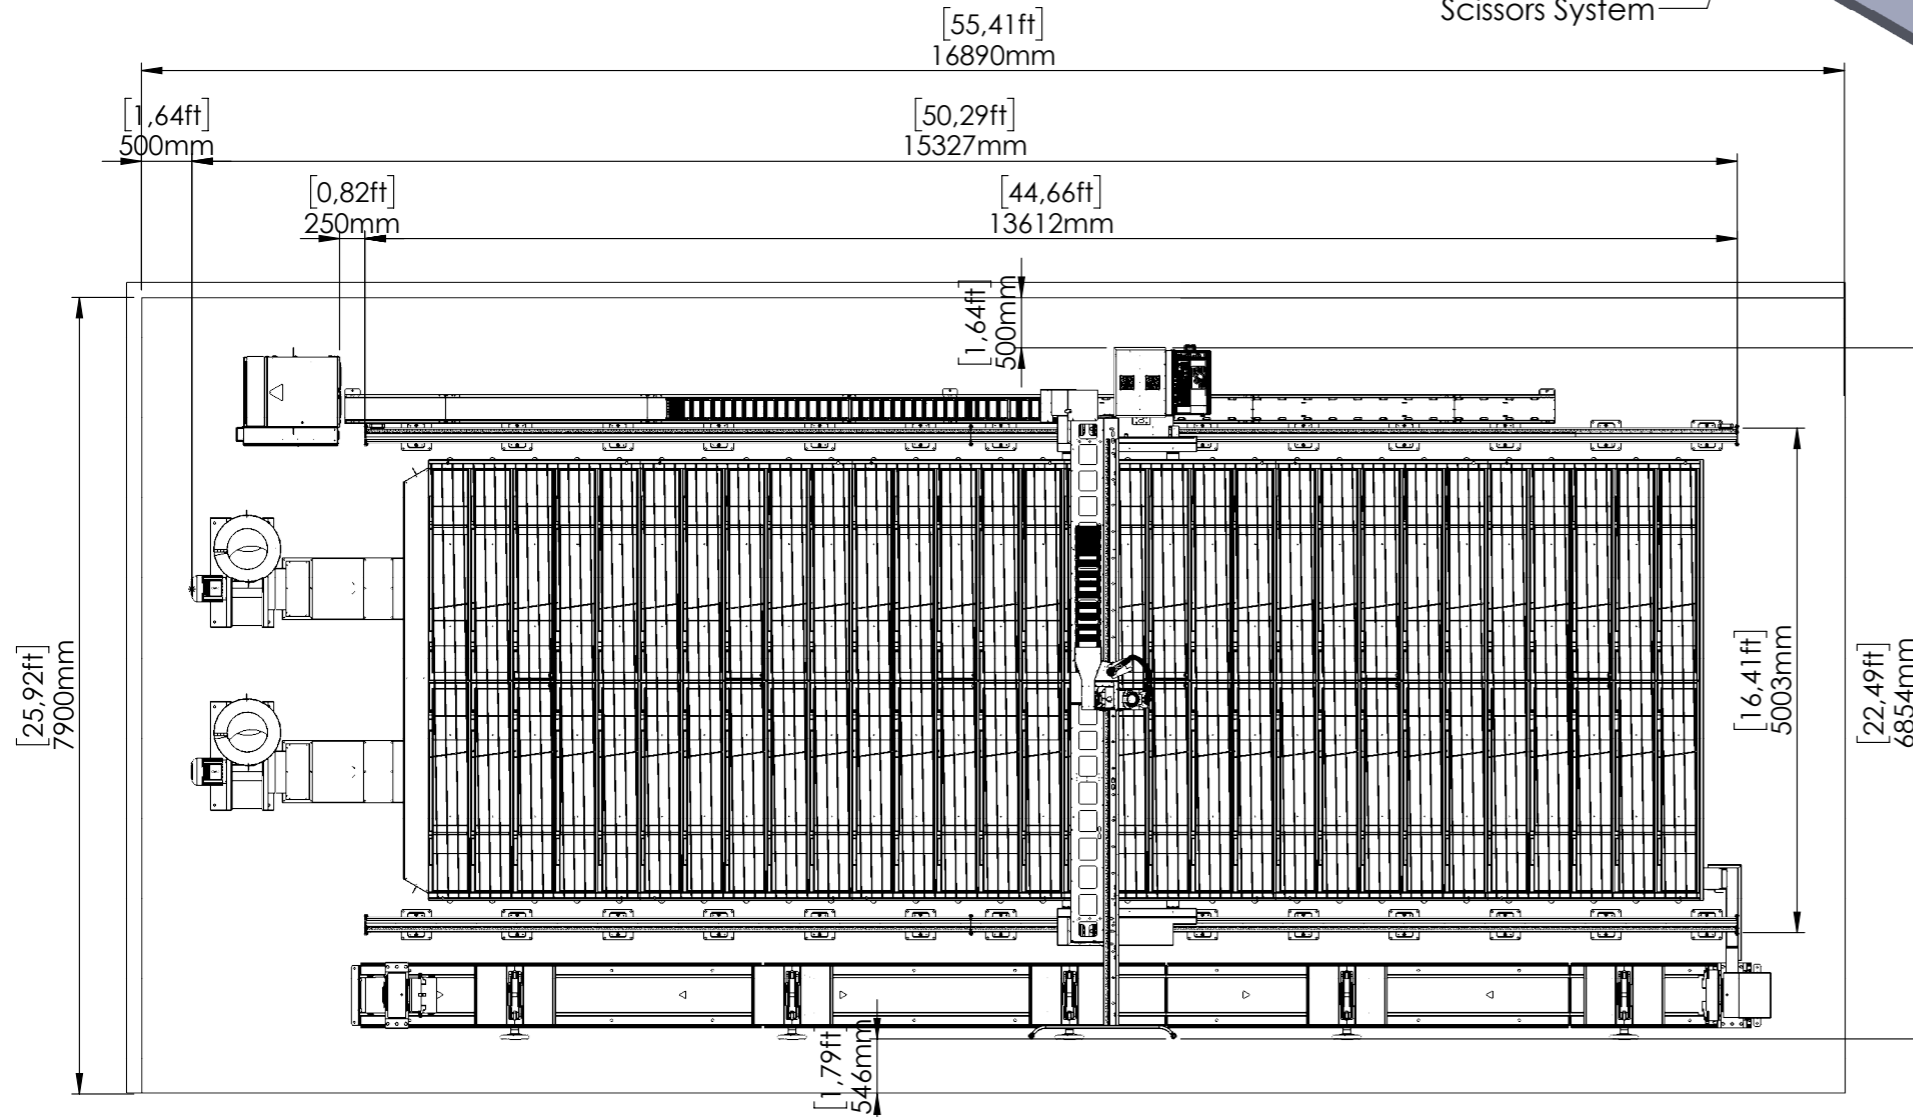 Scissors System
[55,41ft]
16890mm
[1,64ft]
500mm
[50,29ft]
15327mm
[0,82ft]
250mm
[44,66ft]
13612mm
[1,64ft]
500mm
[25,92ft]
7900mm
[16,41ft]
5003mm
[22,49ft]
6854mm
[1,79ft]
546mm